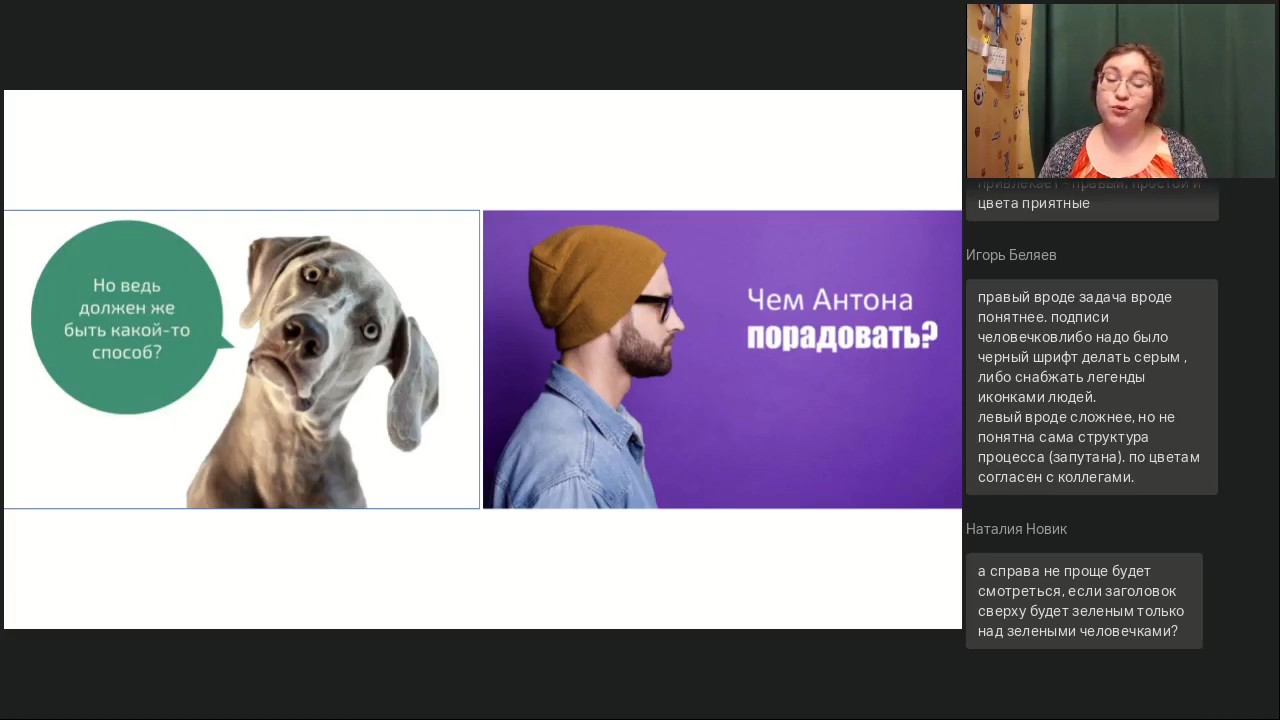 Но ведь
должен же
быть какой-то
способ?
Чем Антона
порадовать?
привлекает - правый, простой и
цвета приятные
Игорь Беляев
правый вроде задача вроде
понятнее. подписи
человечковлибо надо было
черный шрифт делать серым ,
либо снабжать легенды
иконками людей.
левый вроде сложнее, но не
понятна сама структура
процесса (запутана). по цветам
согласен с коллегами.
Наталия Новик
а справа не проще будет
смотреться, если заголовок
сверху будет зеленым только
над зелеными человечками?